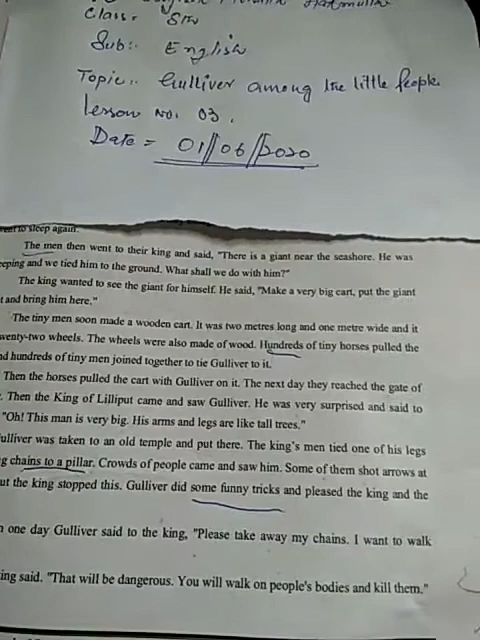 Class. 8th
Sub:. English
Topic:. Gulliver among the little People
Lesson No. 03.
Date = 01/06/2020
went to sleep again.
The men then went to their king and said, "There is a giant near the seashore. He was
eeping and we tied him to the ground. What shall we do with him?"
The king wanted to see the giant for himself. He said, "Make a very big cart, put the giant
t and bring him here."
The tiny men soon made a wooden cart. It was two metres long and one metre wide and it
wenty-two wheels. The wheels were also made of wood. Hundreds of tiny horses pulled the
nd hundreds of tiny men joined together to tie Gulliver to it.
Then the horses pulled the cart with Gulliver on it. The next day they reached the gate of
. Then the King of Lilliput came and saw Gulliver. He was very surprised and said to
"Oh! This man is very big. His arms and legs are like tall trees."
ulliver was taken to an old temple and put there. The king's men tied one of his legs
g chains to a pillar. Crowds of people came and saw him. Some of them shot arrows at
ut the king stopped this. Gulliver did some funny tricks and pleased the king and the
n one day Gulliver said to the king, "Please take away my chains. I want to walk
ing said. "That will be dangerous. You will walk on people's bodies and kill them."